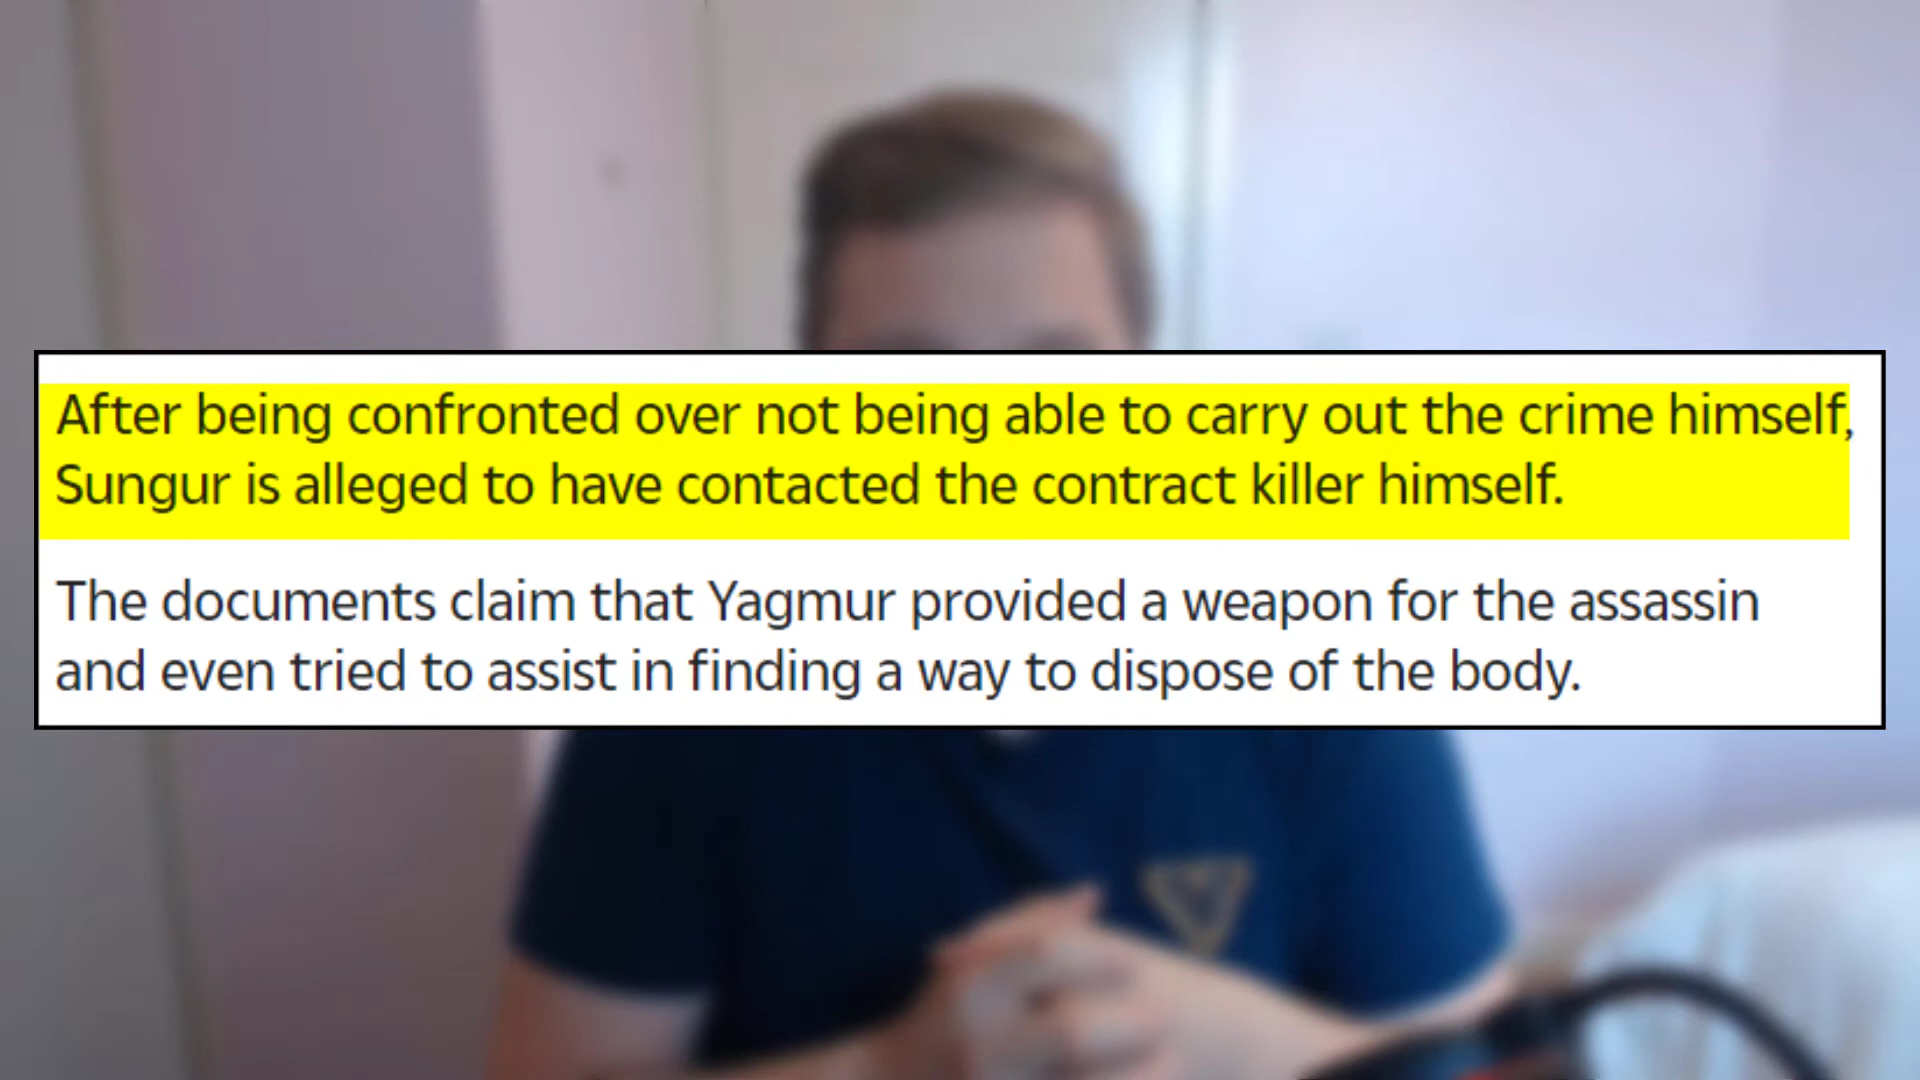 After being confronted over not being able to carry out the crime himself,
Sungur is alleged to have contacted the contract killer himself.
The documents claim that Yagmur provided a weapon for the assassin
and even tried to assist in finding a way to dispose of the body.